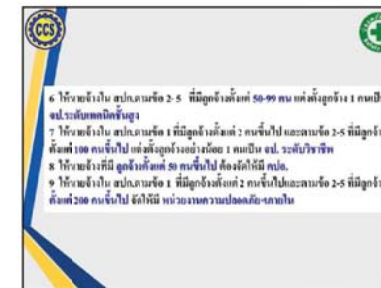 CCS
6 ให้นายจ้างใน สปก.ตามข้อ 2- 5 ที่มีลูกจ้างตั้งแต่ 50-99 คน แต่งตั้งลูกจ้าง 1 คนเป็
จป.ระดับเทคนิคชั้นสูง
7 ให้นายจ้างใน สปก.ตามข้อ 1 ที่มีลูกจ้างตั้งแต่ 2 คนขึ้นไป และตามข้อ 2-5 ที่มีลูกจ้า
ตั้งแต่ 100 คนขึ้นไป แต่งตั้งลูกจ้างอย่างน้อย 1 คนเป็น จป. ระดับวิชาชีพ
8 ให้นายจ้างที่มี ลูกจ้างตั้งแต่ 50 คนขึ้นไป ต้องจัดให้มี คปอ.
9 ให้นายจ้างใน สปก.ตามข้อ 1 ที่มีลูกจ้างตั้งแต่ 2 คนขึ้นไปและตามข้อ 2-5 ที่มีลูกจ้า
ตั้งแต่ 200 คนขึ้นไป จัดให้มี หน่วยงานความปลอดภัยฯภายใน